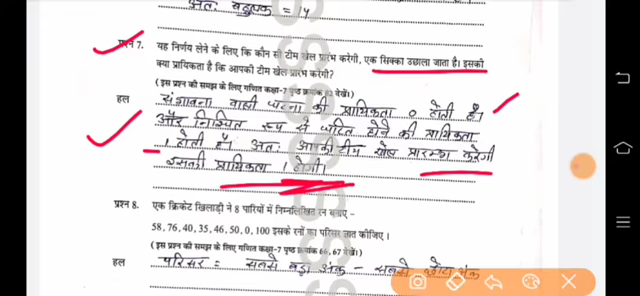 अतः बहुलक = 14
प्रश्न 7. यह निर्णय लेने के लिए कि कौन सी टीम खेल प्रारंभ करेगी, एक सिक्का उछाला जाता है। इसकी
क्या प्रायिकता है कि आपकी टीम खेल प्रारंभ करेगी?
(इस प्रश्न की समझ के लिए गणित कक्षा-7 पृष्ठ क्रमांक देखें।)
हल संभावना वाली घटना की प्रायिकता 0 होती है।
और निश्चित रूप से घटित होने की प्रायिकता
1 होती है। अतः आपकी टीम खेल प्रारम्भ करेगी
इसकी प्रायिकता 1 होगी।
प्रश्न 8. एक क्रिकेट खिलाड़ी ने 8 पारियों में निम्नलिखित रन बनाए -
58, 76, 40, 35, 46, 50, 0, 100 इसके रनों का परिसर ज्ञात कीजिए।
(इस प्रश्न की समझ के लिए गणित कक्षा-7 पृष्ठ क्रमांक 66, 67 देखें।)
हल परिसर = सबसे बड़ा अंक - सबसे छोटा अंक